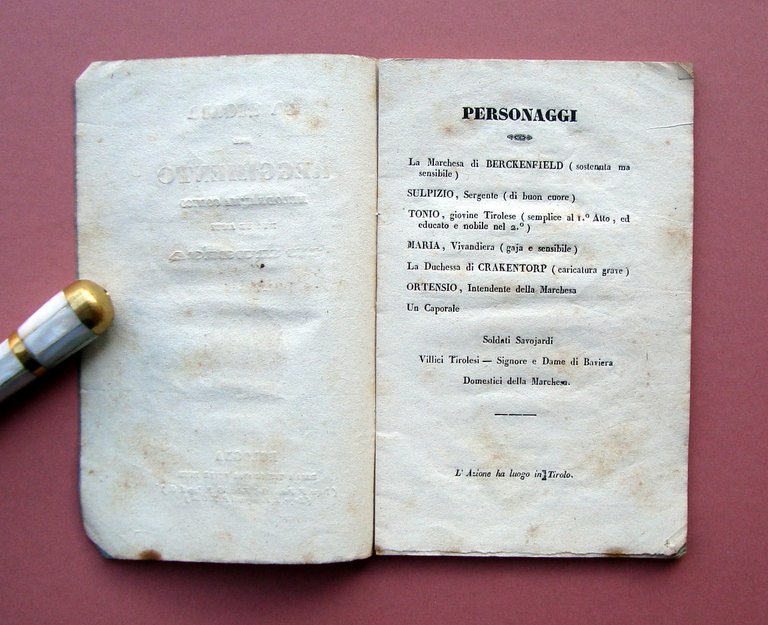 PERSONAGGI
La Marchesa di BERCKENFIELD ( sostenuta ma
sensibile )
SULPIZIO, Sergente ( di buon cuore )
TONIO, giovine Tirolese ( semplice al 1.º Atto, ed
educato e nobile nel 2.º )
MARIA, Vivandiera ( gaja e sensibile )
La Duchessa di CRAKENTORP ( caricatura grave )
ORTENSIO, Intendente della Marchesa
Un Caporale
Soldati Savojardi
Villici Tirolesi — Signore e Dame di Baviera
Domestici della Marchesa.
L' Azione ha luogo in Tirolo.